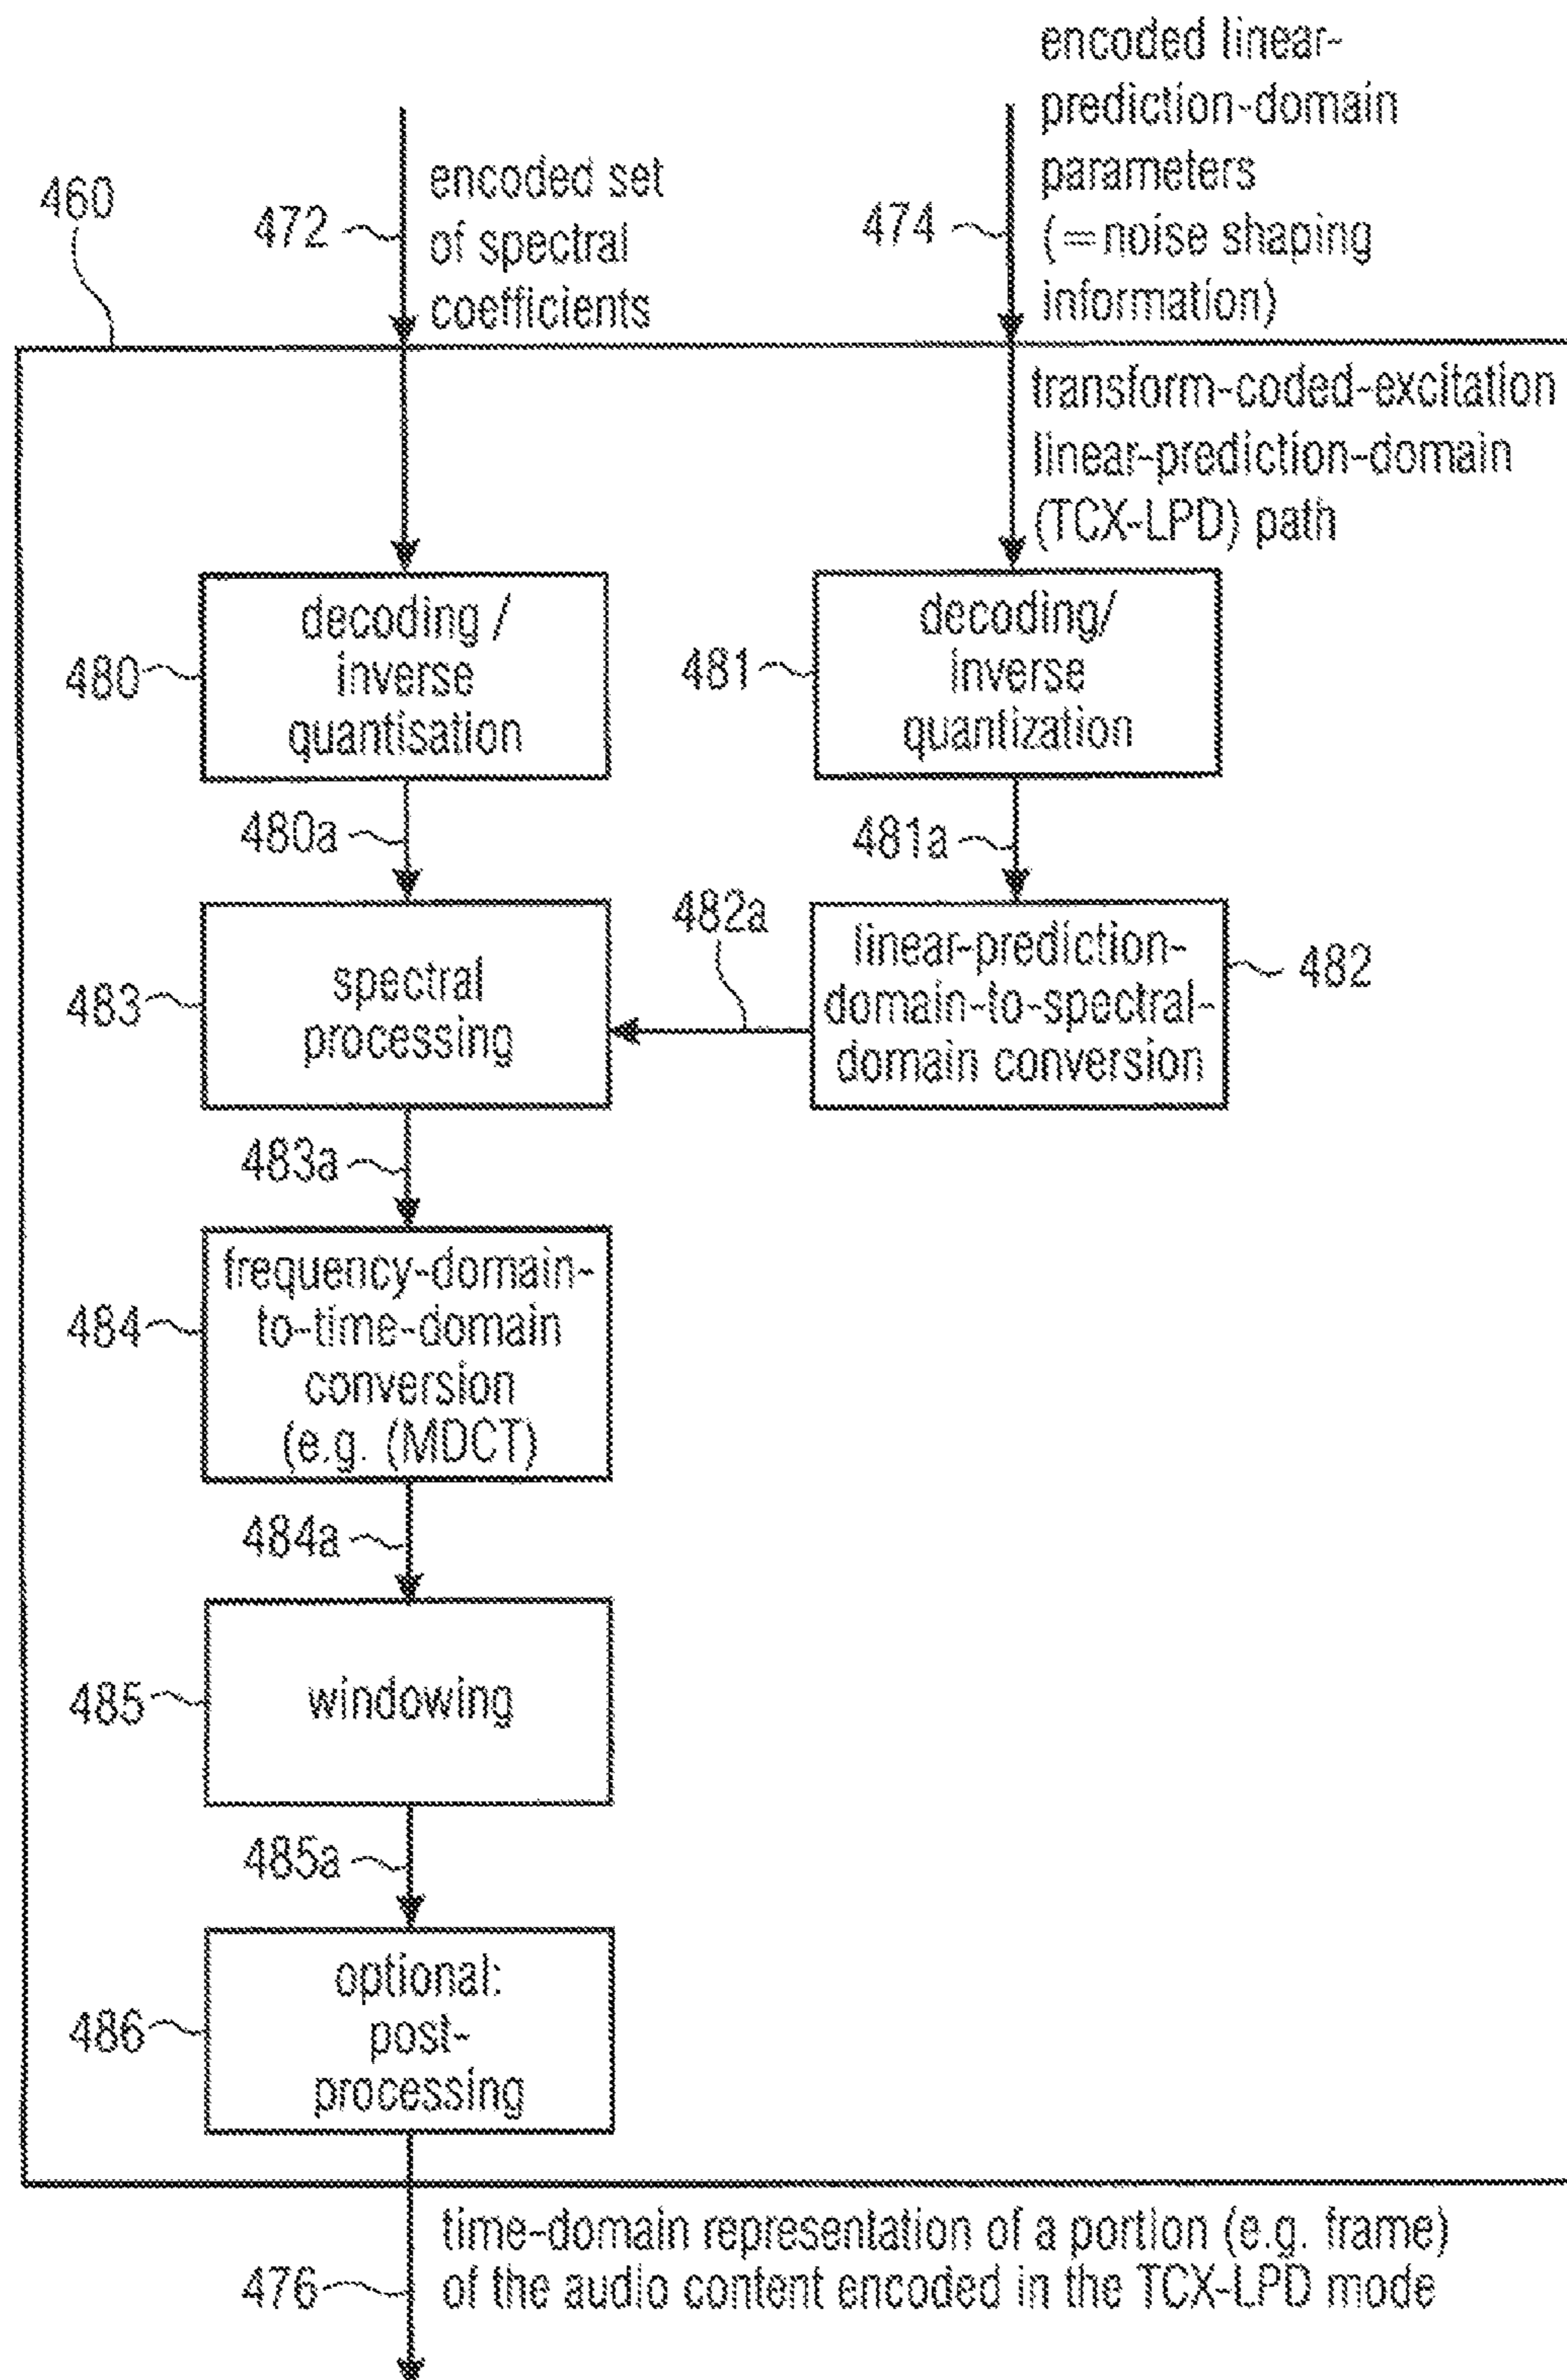 encoded linear-
prediction-domain
parameters
(=noise shaping
information)
encoded set
of spectral
coefficients
460
472
474
transform-coded-excitation
linear-prediction-domain
(TCX-LPD) path
decoding /
inverse
quantisation
480
decoding/
inverse
quantization
481
480a
481a
482a
spectral
processing
483
linear-prediction-
domain-to-spectral-
domain conversion
482
483a
frequency-domain-
to-time-domain
conversion
(e.g. (MDCT)
484
484a
windowing
485
485a
optional:
post-
processing
486
time-domain representation of a portion (e.g. frame)
of the audio content encoded in the TCX-LPD mode
476